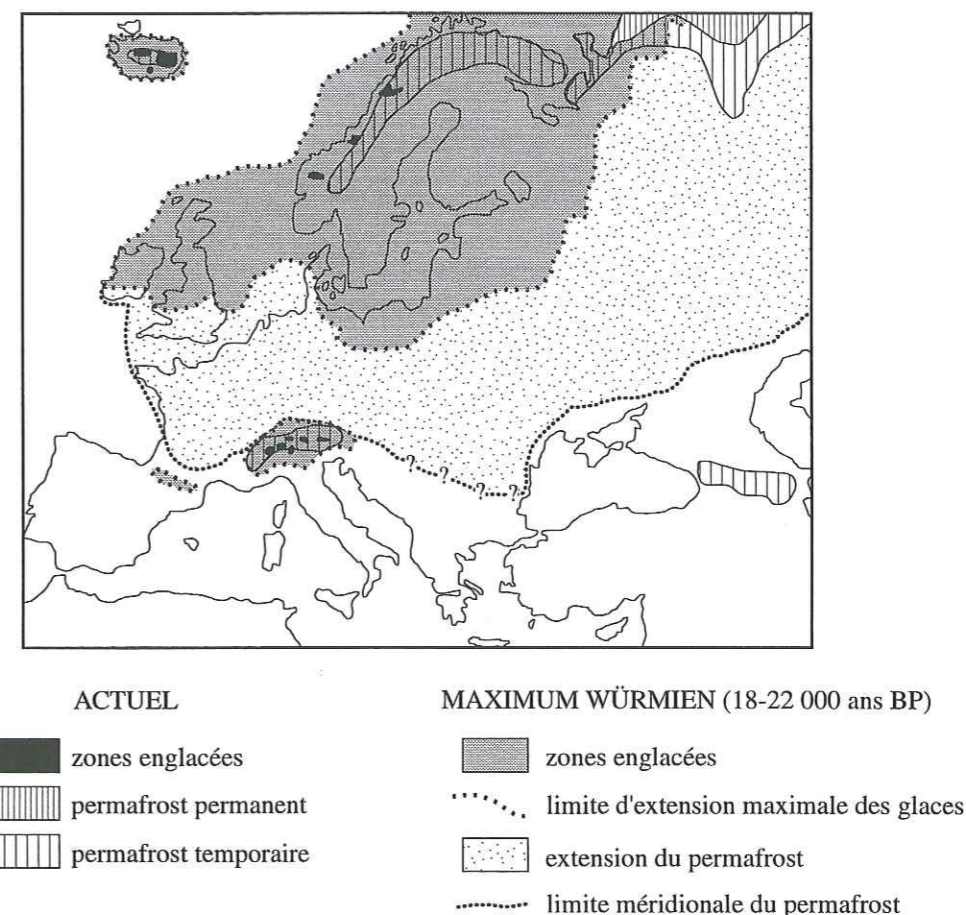 ? ? ? ?
ACTUEL
zones englacées
permafrost permanent
permafrost temporaire
MAXIMUM WÜRMIEN (18-22 000 ans BP)
zones englacées
limite d'extension maximale des glaces
extension du permafrost
limite méridionale du permafrost